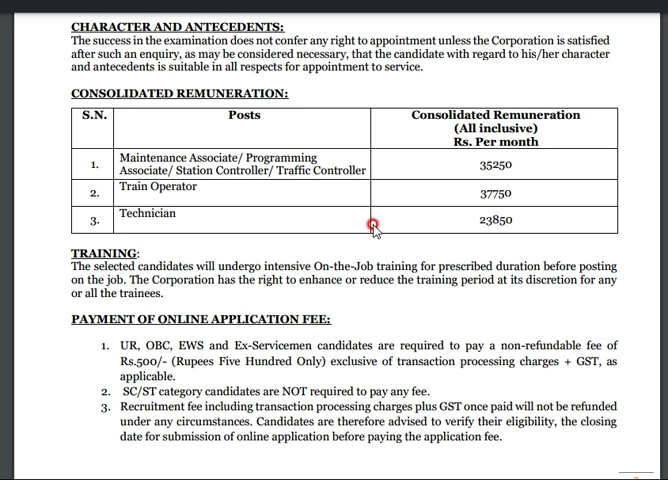 CHARACTER AND ANTECEDENTS:
The success in the examination does not confer any right to appointment unless the Corporation is satisfied
after such an enquiry, as may be considered necessary, that the candidate with regard to his/her character
and antecedents is suitable in all respects for appointment to service.
CONSOLIDATED REMUNERATION:
S.N. Posts Consolidated Remuneration
(All inclusive)
Rs. Per month
1. Maintenance Associate/ Programming
Associate/ Station Controller/ Traffic Controller 35250
2. Train Operator 37750
3. Technician 23850
TRAINING:
The selected candidates will undergo intensive On-the-Job training for prescribed duration before posting
on the job. The Corporation has the right to enhance or reduce the training period at its discretion for any
or all the trainees.
PAYMENT OF ONLINE APPLICATION FEE:
1. UR, OBC, EWS and Ex-Servicemen candidates are required to pay a non-refundable fee of
Rs.500/- (Rupees Five Hundred Only) exclusive of transaction processing charges + GST, as
applicable.
2. SC/ST category candidates are NOT required to pay any fee.
3. Recruitment fee including transaction processing charges plus GST once paid will not be refunded
under any circumstances. Candidates are therefore advised to verify their eligibility, the closing
date for submission of online application before paying the application fee.